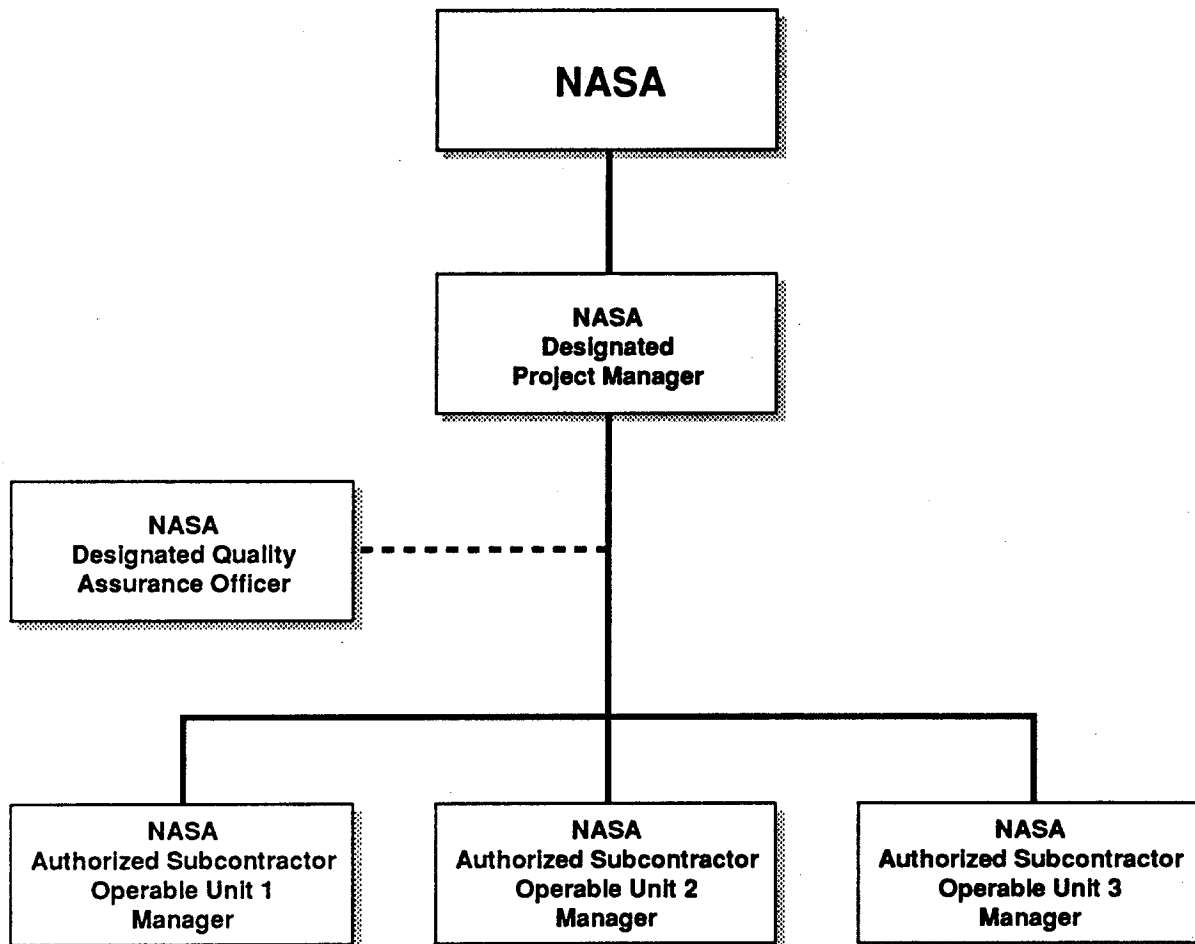 NASA
NASA
Designated
Project Manager
NASA
Designated Quality
Assurance Officer
NASA
Authorized Subcontractor
Operable Unit 1
Manager
NASA
Authorized Subcontractor
Operable Unit 2
Manager
NASA
Authorized Subcontractor
Operable Unit 3
Manager